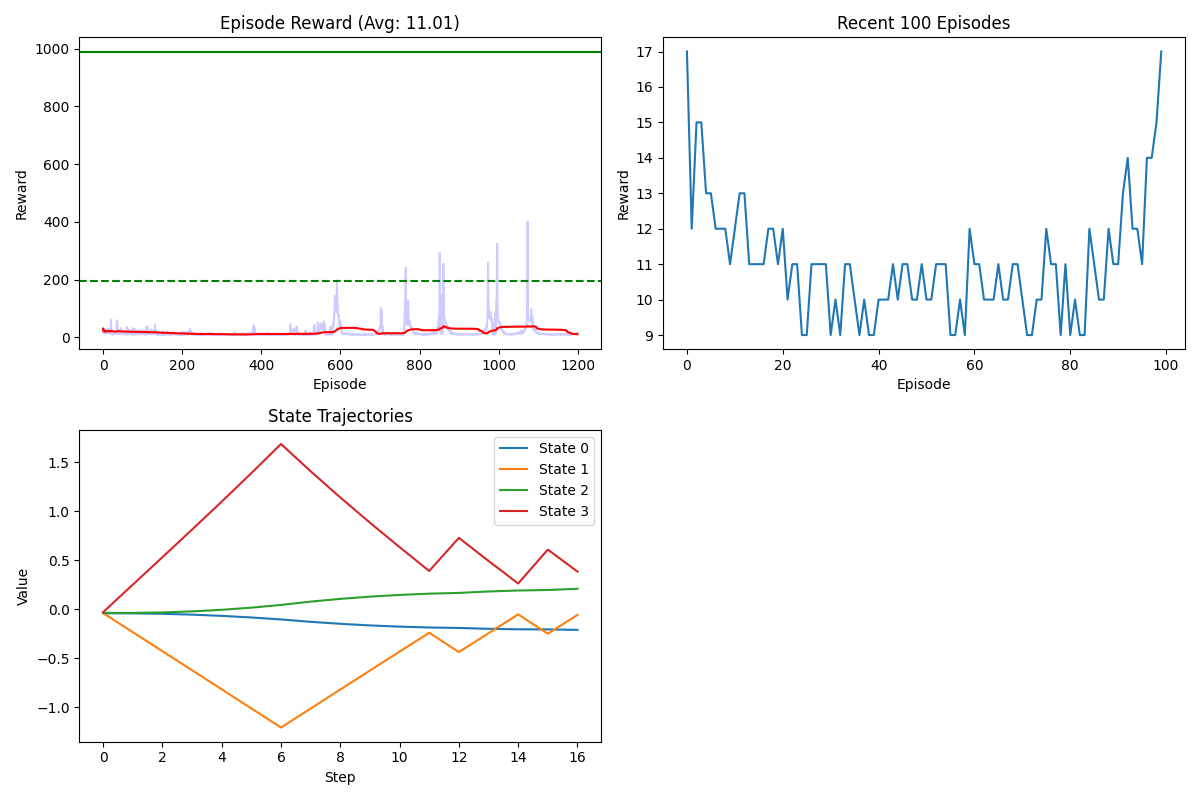 Episode Reward (Avg: 11.01)
Reward
1000
800
600
400
200
0
0 200 400 600 800 1000 1200
Episode
Recent 100 Episodes
Reward
17
16
15
14
13
12
11
10
9
0 20 40 60 80 100
Episode
State Trajectories
Value
1.5
1.0
0.5
0.0
−0.5
−1.0
State 0
State 1
State 2
State 3
0 2 4 6 8 10 12 14 16
Step